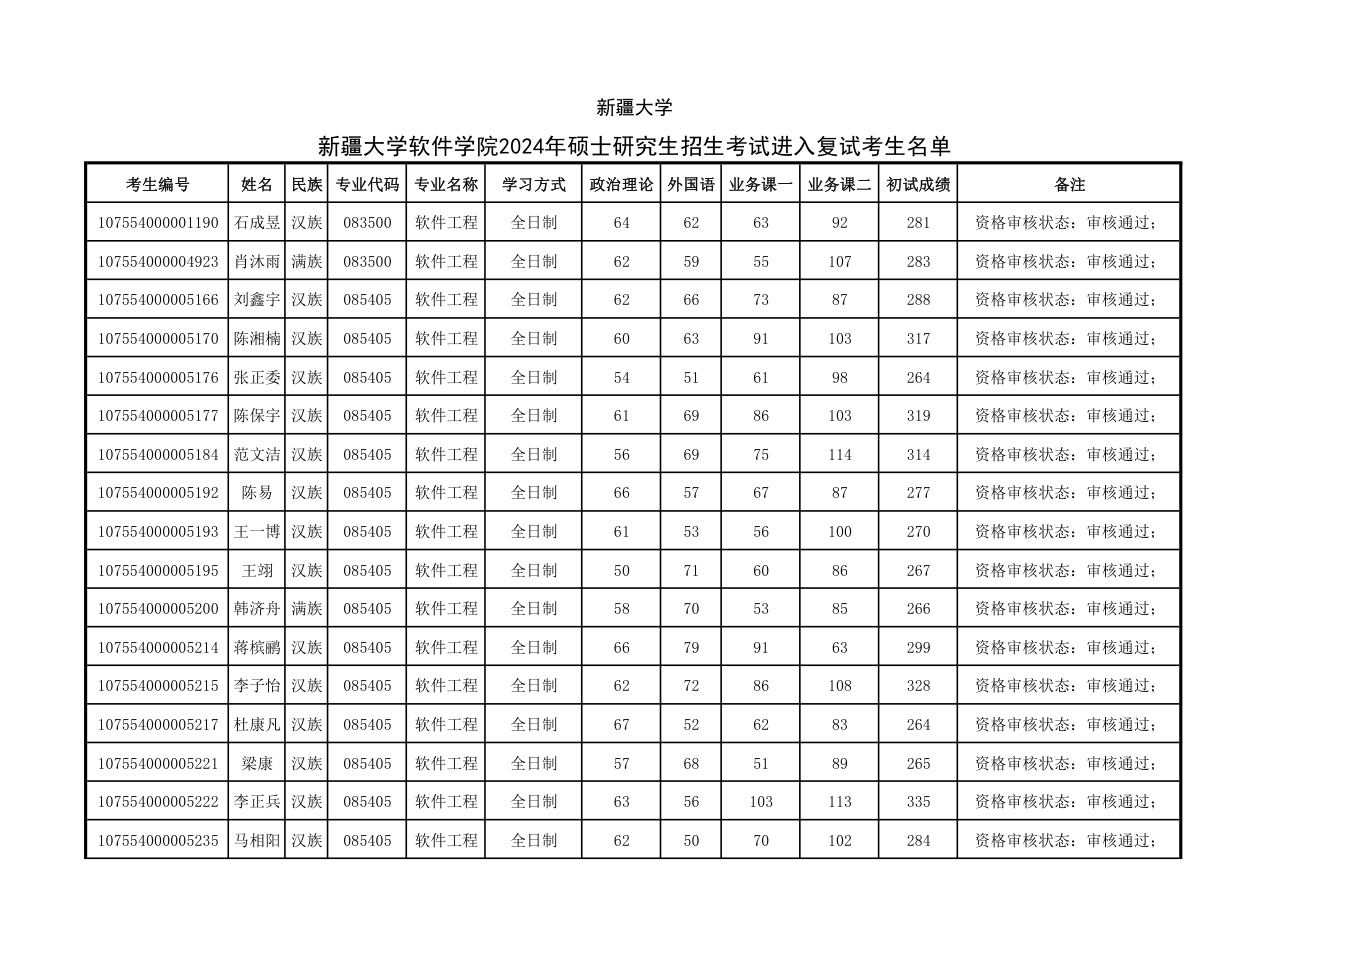 新疆大学
新疆大学软件学院2024年硕士研究生招生考试进入复试考生名单
考生编号 姓名 民族 专业代码 专业名称 学习方式 政治理论 外国语 业务课一 业务课二 初试成绩 备注
107554000001190 石成昱 汉族 083500 软件工程 全日制 64 62 63 92 281 资格审核状态：审核通过；
107554000004923 肖沐雨 满族 083500 软件工程 全日制 62 59 55 107 283 资格审核状态：审核通过；
107554000005166 刘鑫宇 汉族 085405 软件工程 全日制 62 66 73 87 288 资格审核状态：审核通过；
107554000005170 陈湘楠 汉族 085405 软件工程 全日制 60 63 91 103 317 资格审核状态：审核通过；
107554000005176 张正委 汉族 085405 软件工程 全日制 54 51 61 98 264 资格审核状态：审核通过；
107554000005177 陈保宇 汉族 085405 软件工程 全日制 61 69 86 103 319 资格审核状态：审核通过；
107554000005184 范文洁 汉族 085405 软件工程 全日制 56 69 75 114 314 资格审核状态：审核通过；
107554000005192 陈易 汉族 085405 软件工程 全日制 66 57 67 87 277 资格审核状态：审核通过；
107554000005193 王一博 汉族 085405 软件工程 全日制 61 53 56 100 270 资格审核状态：审核通过；
107554000005195 王翊 汉族 085405 软件工程 全日制 50 71 60 86 267 资格审核状态：审核通过；
107554000005200 韩济舟 满族 085405 软件工程 全日制 58 70 53 85 266 资格审核状态：审核通过；
107554000005214 蒋槟鹂 汉族 085405 软件工程 全日制 66 79 91 63 299 资格审核状态：审核通过；
107554000005215 李子怡 汉族 085405 软件工程 全日制 62 72 86 108 328 资格审核状态：审核通过；
107554000005217 杜康凡 汉族 085405 软件工程 全日制 67 52 62 83 264 资格审核状态：审核通过；
107554000005221 梁康 汉族 085405 软件工程 全日制 57 68 51 89 265 资格审核状态：审核通过；
107554000005222 李正兵 汉族 085405 软件工程 全日制 63 56 103 113 335 资格审核状态：审核通过；
107554000005235 马相阳 汉族 085405 软件工程 全日制 62 50 70 102 284 资格审核状态：审核通过；